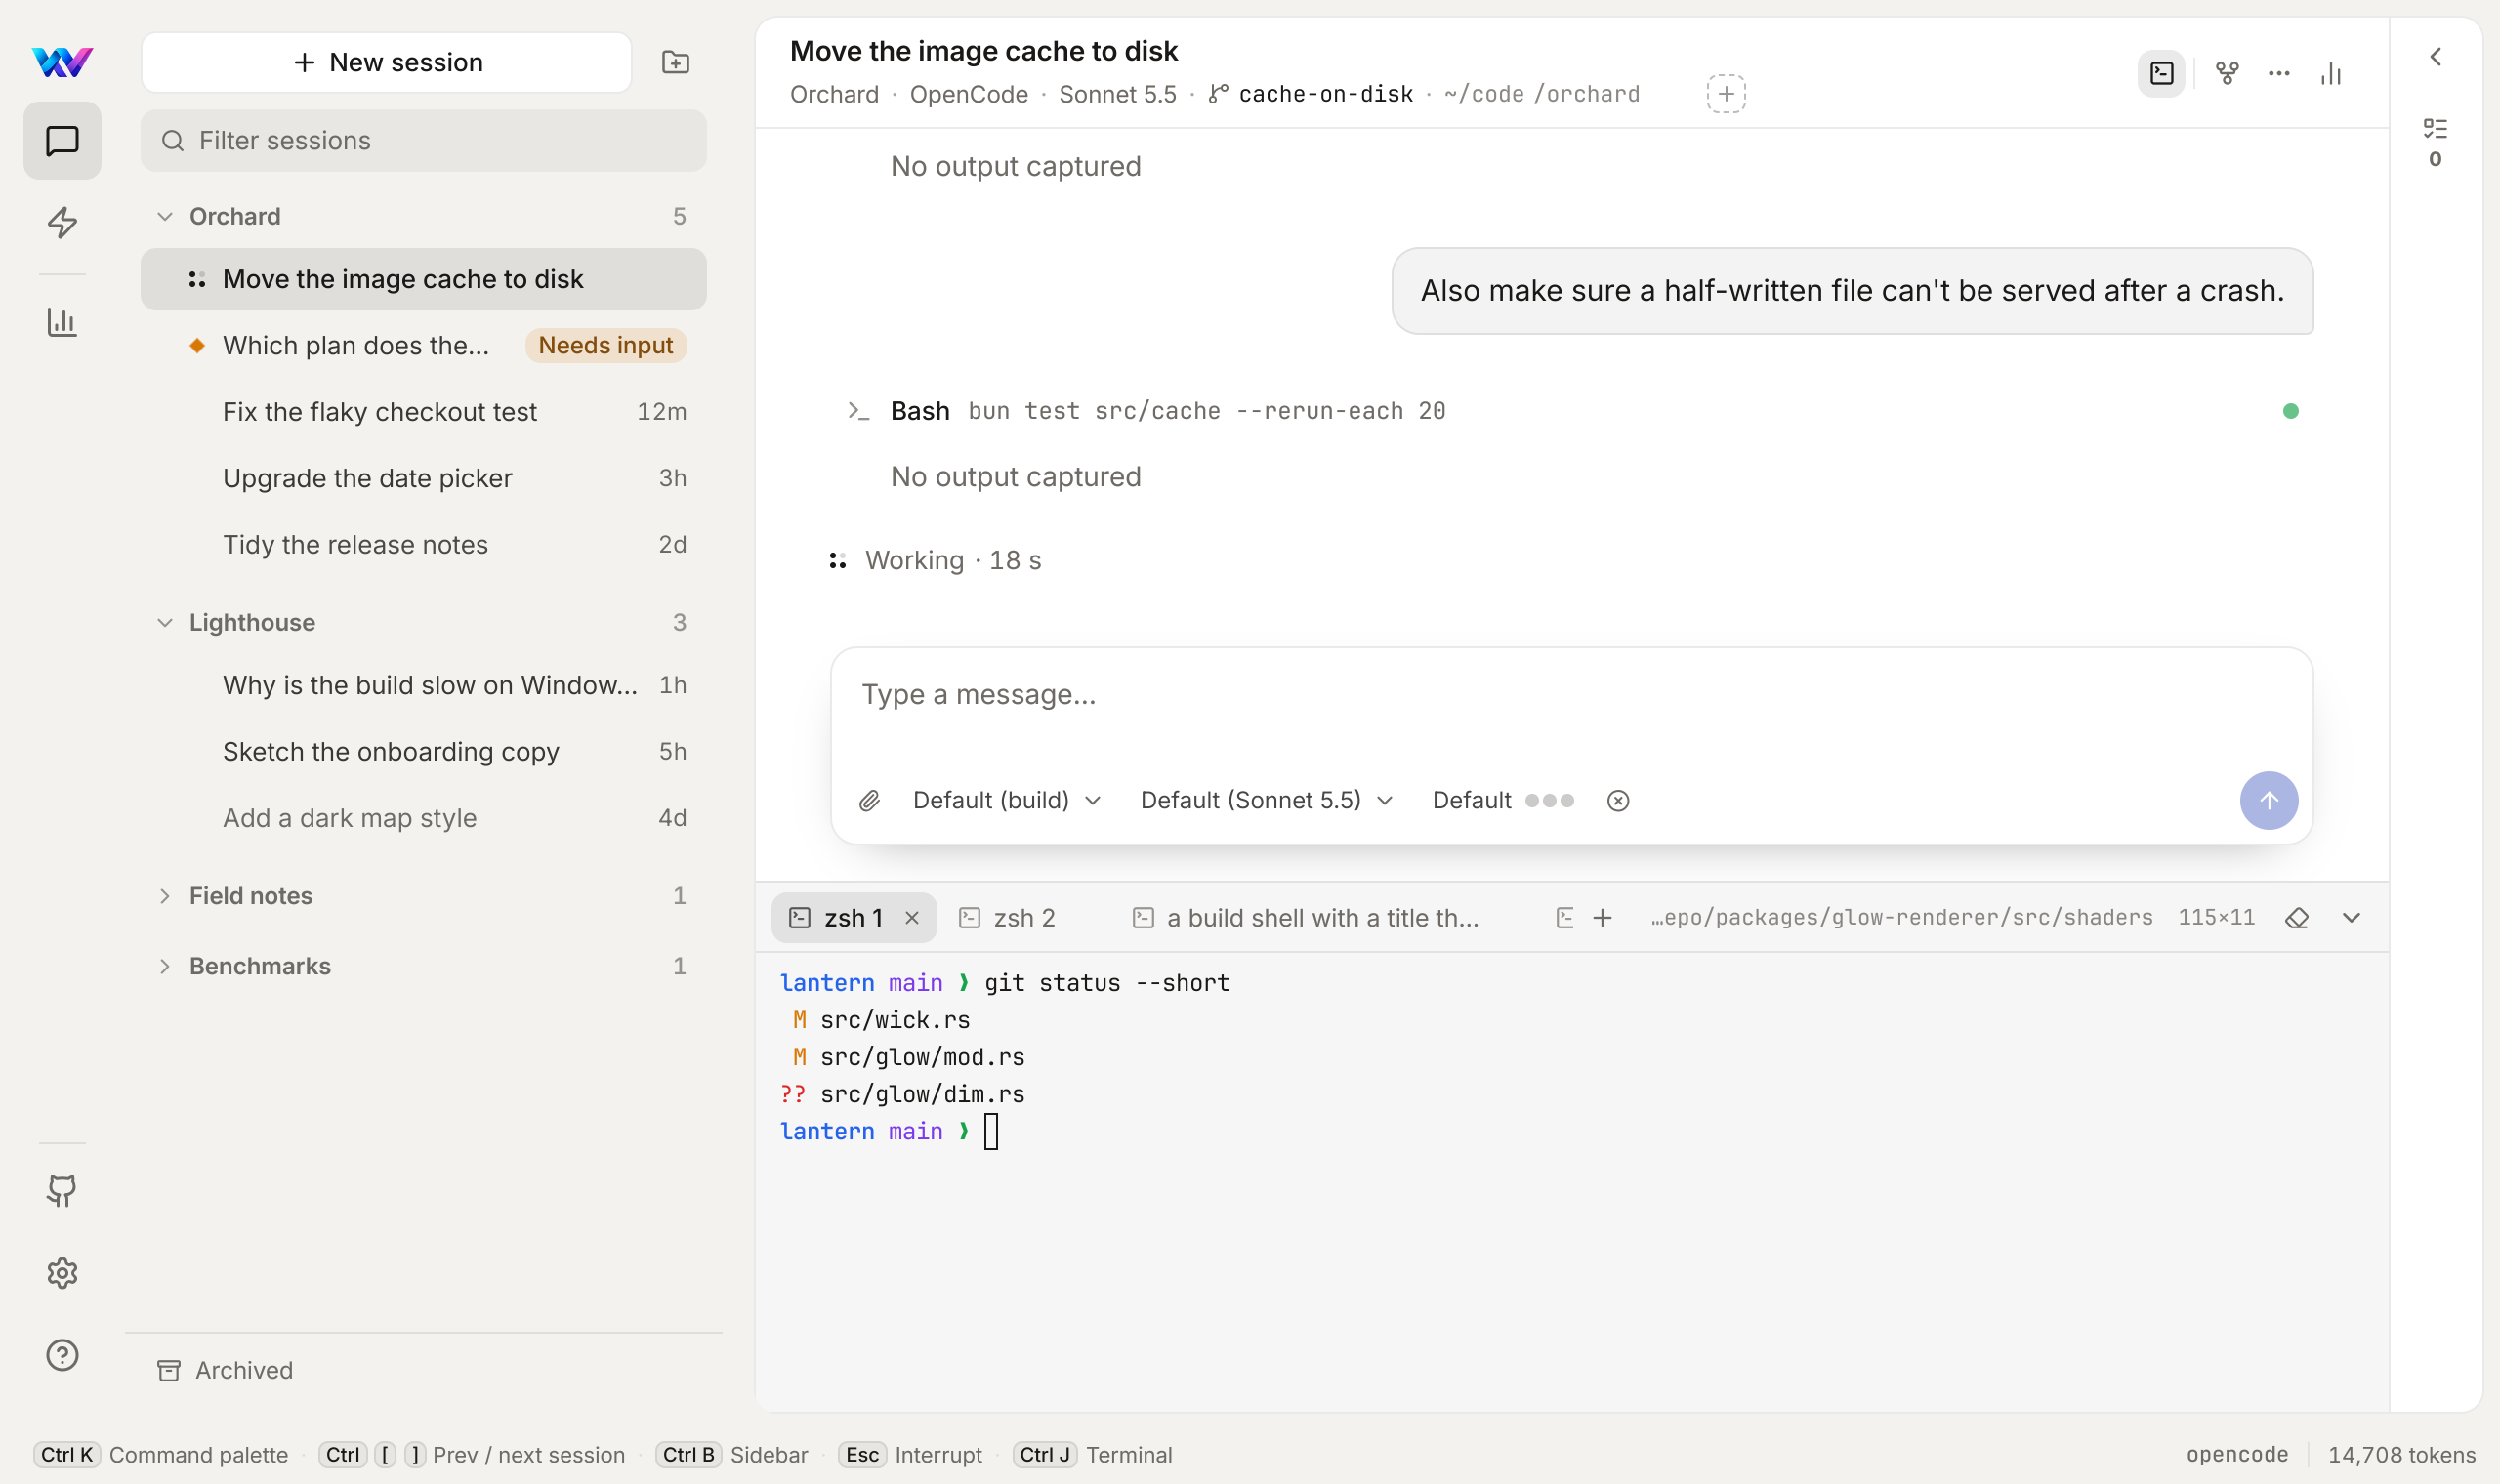 New session
Filter sessions
Orchard 5
Move the image cache to disk
Which plan does the... Needs input
Fix the flaky checkout test 12m
Upgrade the date picker 3h
Tidy the release notes 2d
Lighthouse 3
Why is the build slow on Window... 1h
Sketch the onboarding copy 5h
Add a dark map style 4d
Field notes 1
Benchmarks 1
Archived
Move the image cache to disk
Orchard · OpenCode · Sonnet 5.5 · cache-on-disk · ~/code /orchard
0
No output captured
Also make sure a half-written file can't be served after a crash.
Bash bun test src/cache --rerun-each 20
No output captured
Working · 18 s
Type a message...
Default (build) Default (Sonnet 5.5) Default
zsh 1 zsh 2 a build shell with a title th... …epo/packages/glow-renderer/src/shaders 115×11
lantern main ❯ git status --short
M src/wick.rs
M src/glow/mod.rs
?? src/glow/dim.rs
lantern main ❯
Ctrl K Command palette · Ctrl [ ] Prev / next session · Ctrl B Sidebar · Esc Interrupt · Ctrl J Terminal
opencode 14,708 tokens